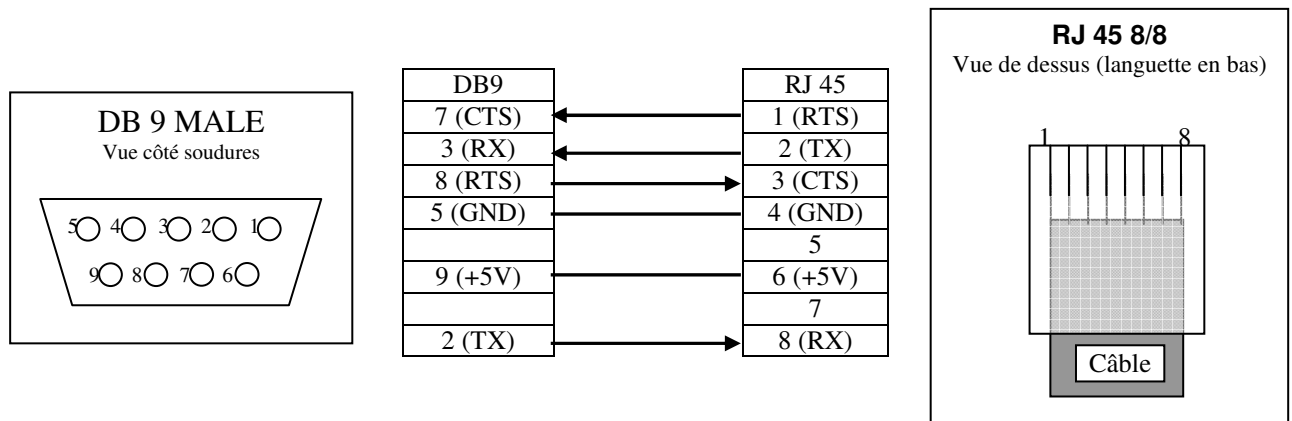 DB 9 MALE
Vue côté soudures
5 4 3 2 1
9 8 7 6
DB9 RJ 45
7 (CTS) 1 (RTS)
3 (RX) 2 (TX)
8 (RTS) 3 (CTS)
5 (GND) 4 (GND)
5
9 (+5V) 6 (+5V)
7
2 (TX) 8 (RX)
RJ 45 8/8
Vue de dessus (languette en bas)
1 8
Câble